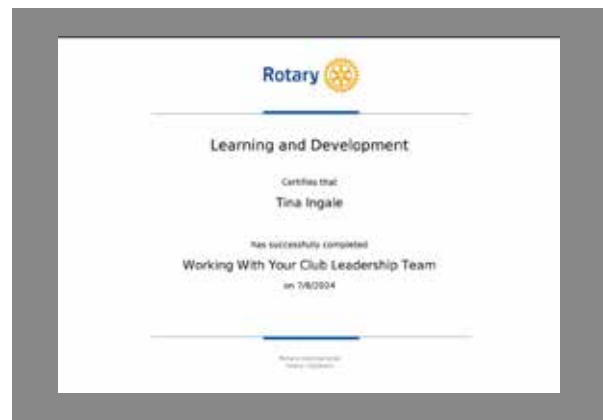 Rotary
Learning and Development
Certifies that
Tina Ingale
has successfully completed
Working With Your Club Leadership Team
on 7/8/2024